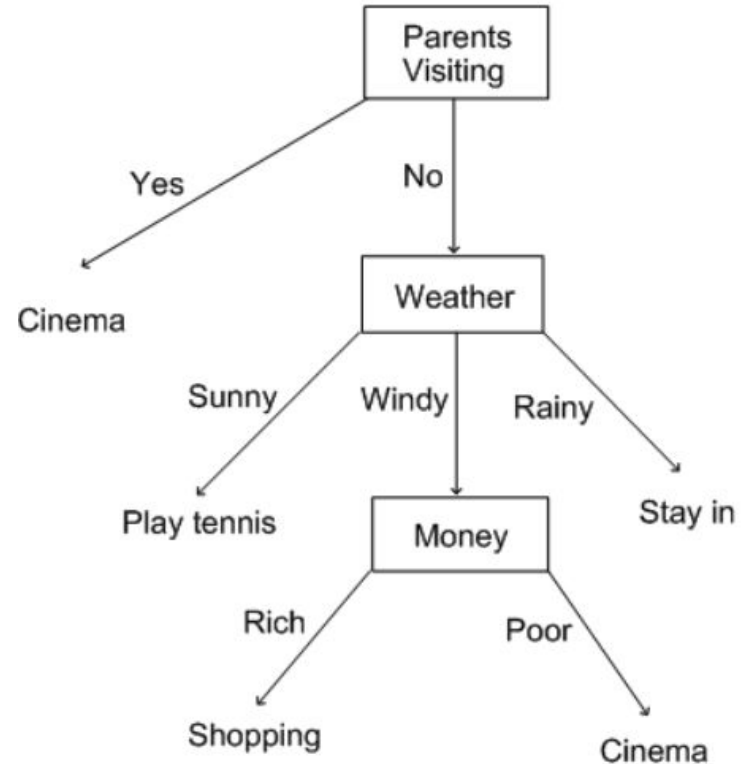 Parents
Visiting
Yes
No
Cinema
Weather
Sunny
Windy
Rainy
Play tennis
Stay in
Money
Rich
Poor
Shopping
Cinema